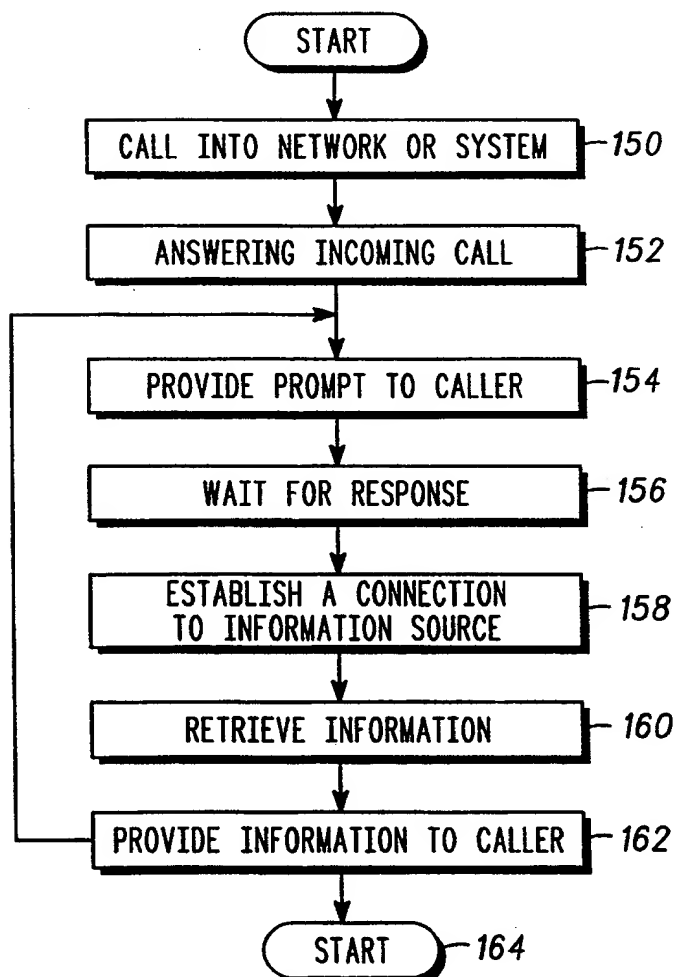 START
CALL INTO NETWORK OR SYSTEM 150
ANSWERING INCOMING CALL 152
PROVIDE PROMPT TO CALLER 154
WAIT FOR RESPONSE 156
ESTABLISH A CONNECTION
TO INFORMATION SOURCE 158
RETRIEVE INFORMATION 160
PROVIDE INFORMATION TO CALLER 162
START 164